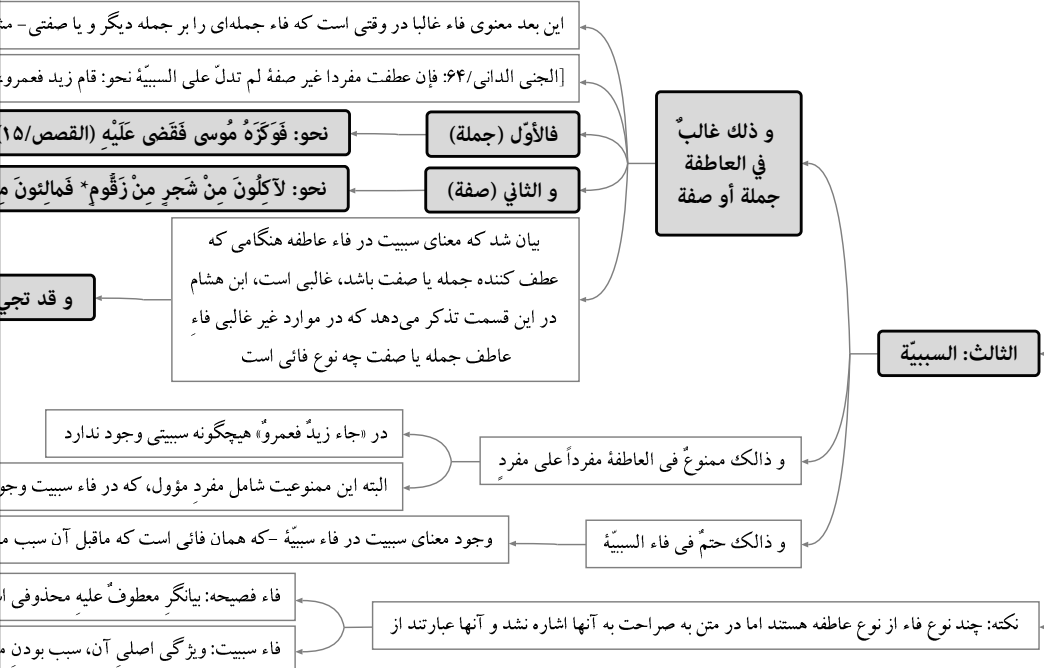 الثالث: السببيّة
و ذلك غالبٌ
في العاطفة
جملة أو صفة
این بعد معنوی فاء غالبا در وقتی است که فاء جمله‌ای را بر جمله دیگر و یا صفتی-
[الجنی الدانی/۶۴: فإن عطفت مفردا غیر صفة لم تدلّ علی السببیّة نحو: قام زید فعمرو،
فالأوّل (جملة)
نحو: فَوَكَزَهُ مُوسى فَقَضى عَلَيْهِ (القصص/۱۵)
و الثاني (صفة)
نحو: لآكِلُونَ مِنْ شَجرٍ مِنْ زَقُّومٍ* فَمالِئونَ
بیان شد که معنای سببیت در فاء عاطفه هنگامی که
عطف کننده جمله یا صفت باشد، غالبی است، ابن هشام
در این قسمت تذکر می‌دهد که در موارد غیر غالبی فاءِ
عاطف جمله یا صفت چه نوع فائی است
و قد تجي
و ذالک ممنوعٌ فی العاطفة مفرداً علی مفردٍ
در «جاء زیدٌ فعمروٌ» هیچگونه سببیتی وجود ندارد
البته این ممنوعیت شامل مفردِ مؤول، که در فاء سببیت وجو
و ذالک حتمٌ فی فاء السببیّة
وجود معنای سببیت در فاء سببیّة -که همان فائی است که ماقبل آن سبب
نکته: چند نوع فاء از نوع عاطفه هستند اما در متن به صراحت به آنها اشاره نشد و آنها عبارتند از
فاء فصیحه: بیانگرِ معطوفٌ علیهِ محذوفی
فاء سببیت: ویژگی اصلیِ آن، سبب بودنِ